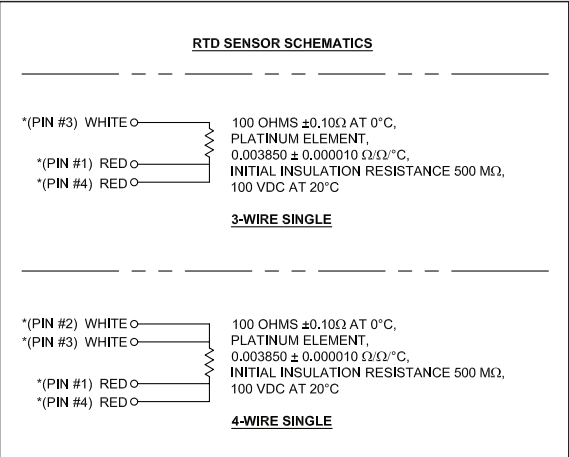 RTD SENSOR SCHEMATICS
*(PIN #3) WHITE
*(PIN #1) RED
*(PIN #4) RED
100 OHMS ±0.10Ω AT 0°C,
PLATINUM ELEMENT,
0.003850 ± 0.000010 Ω/Ω/°C,
INITIAL INSULATION RESISTANCE 500 MΩ,
100 VDC AT 20°C
3-WIRE SINGLE
*(PIN #2) WHITE
*(PIN #3) WHITE
*(PIN #1) RED
*(PIN #4) RED
100 OHMS ±0.10Ω AT 0°C,
PLATINUM ELEMENT,
0.003850 ± 0.000010 Ω/Ω/°C,
INITIAL INSULATION RESISTANCE 500 MΩ,
100 VDC AT 20°C
4-WIRE SINGLE